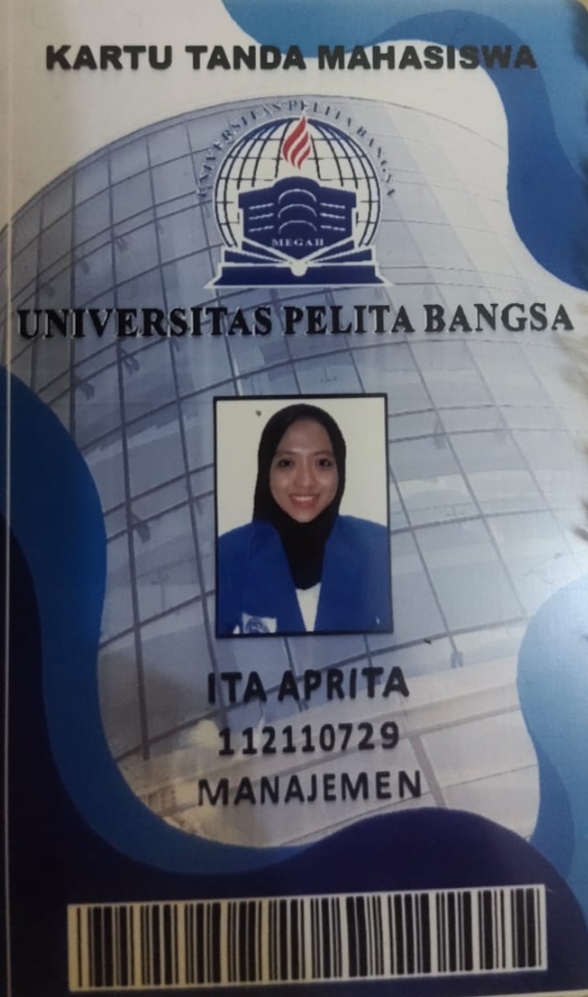 KARTU TANDA MAHASISWA
UNIVERSITAS PELITA BANGSA
MEGAH
UNIVERSITAS PELITA BANGSA
ITA APRITA
112110729
MANAJEMEN